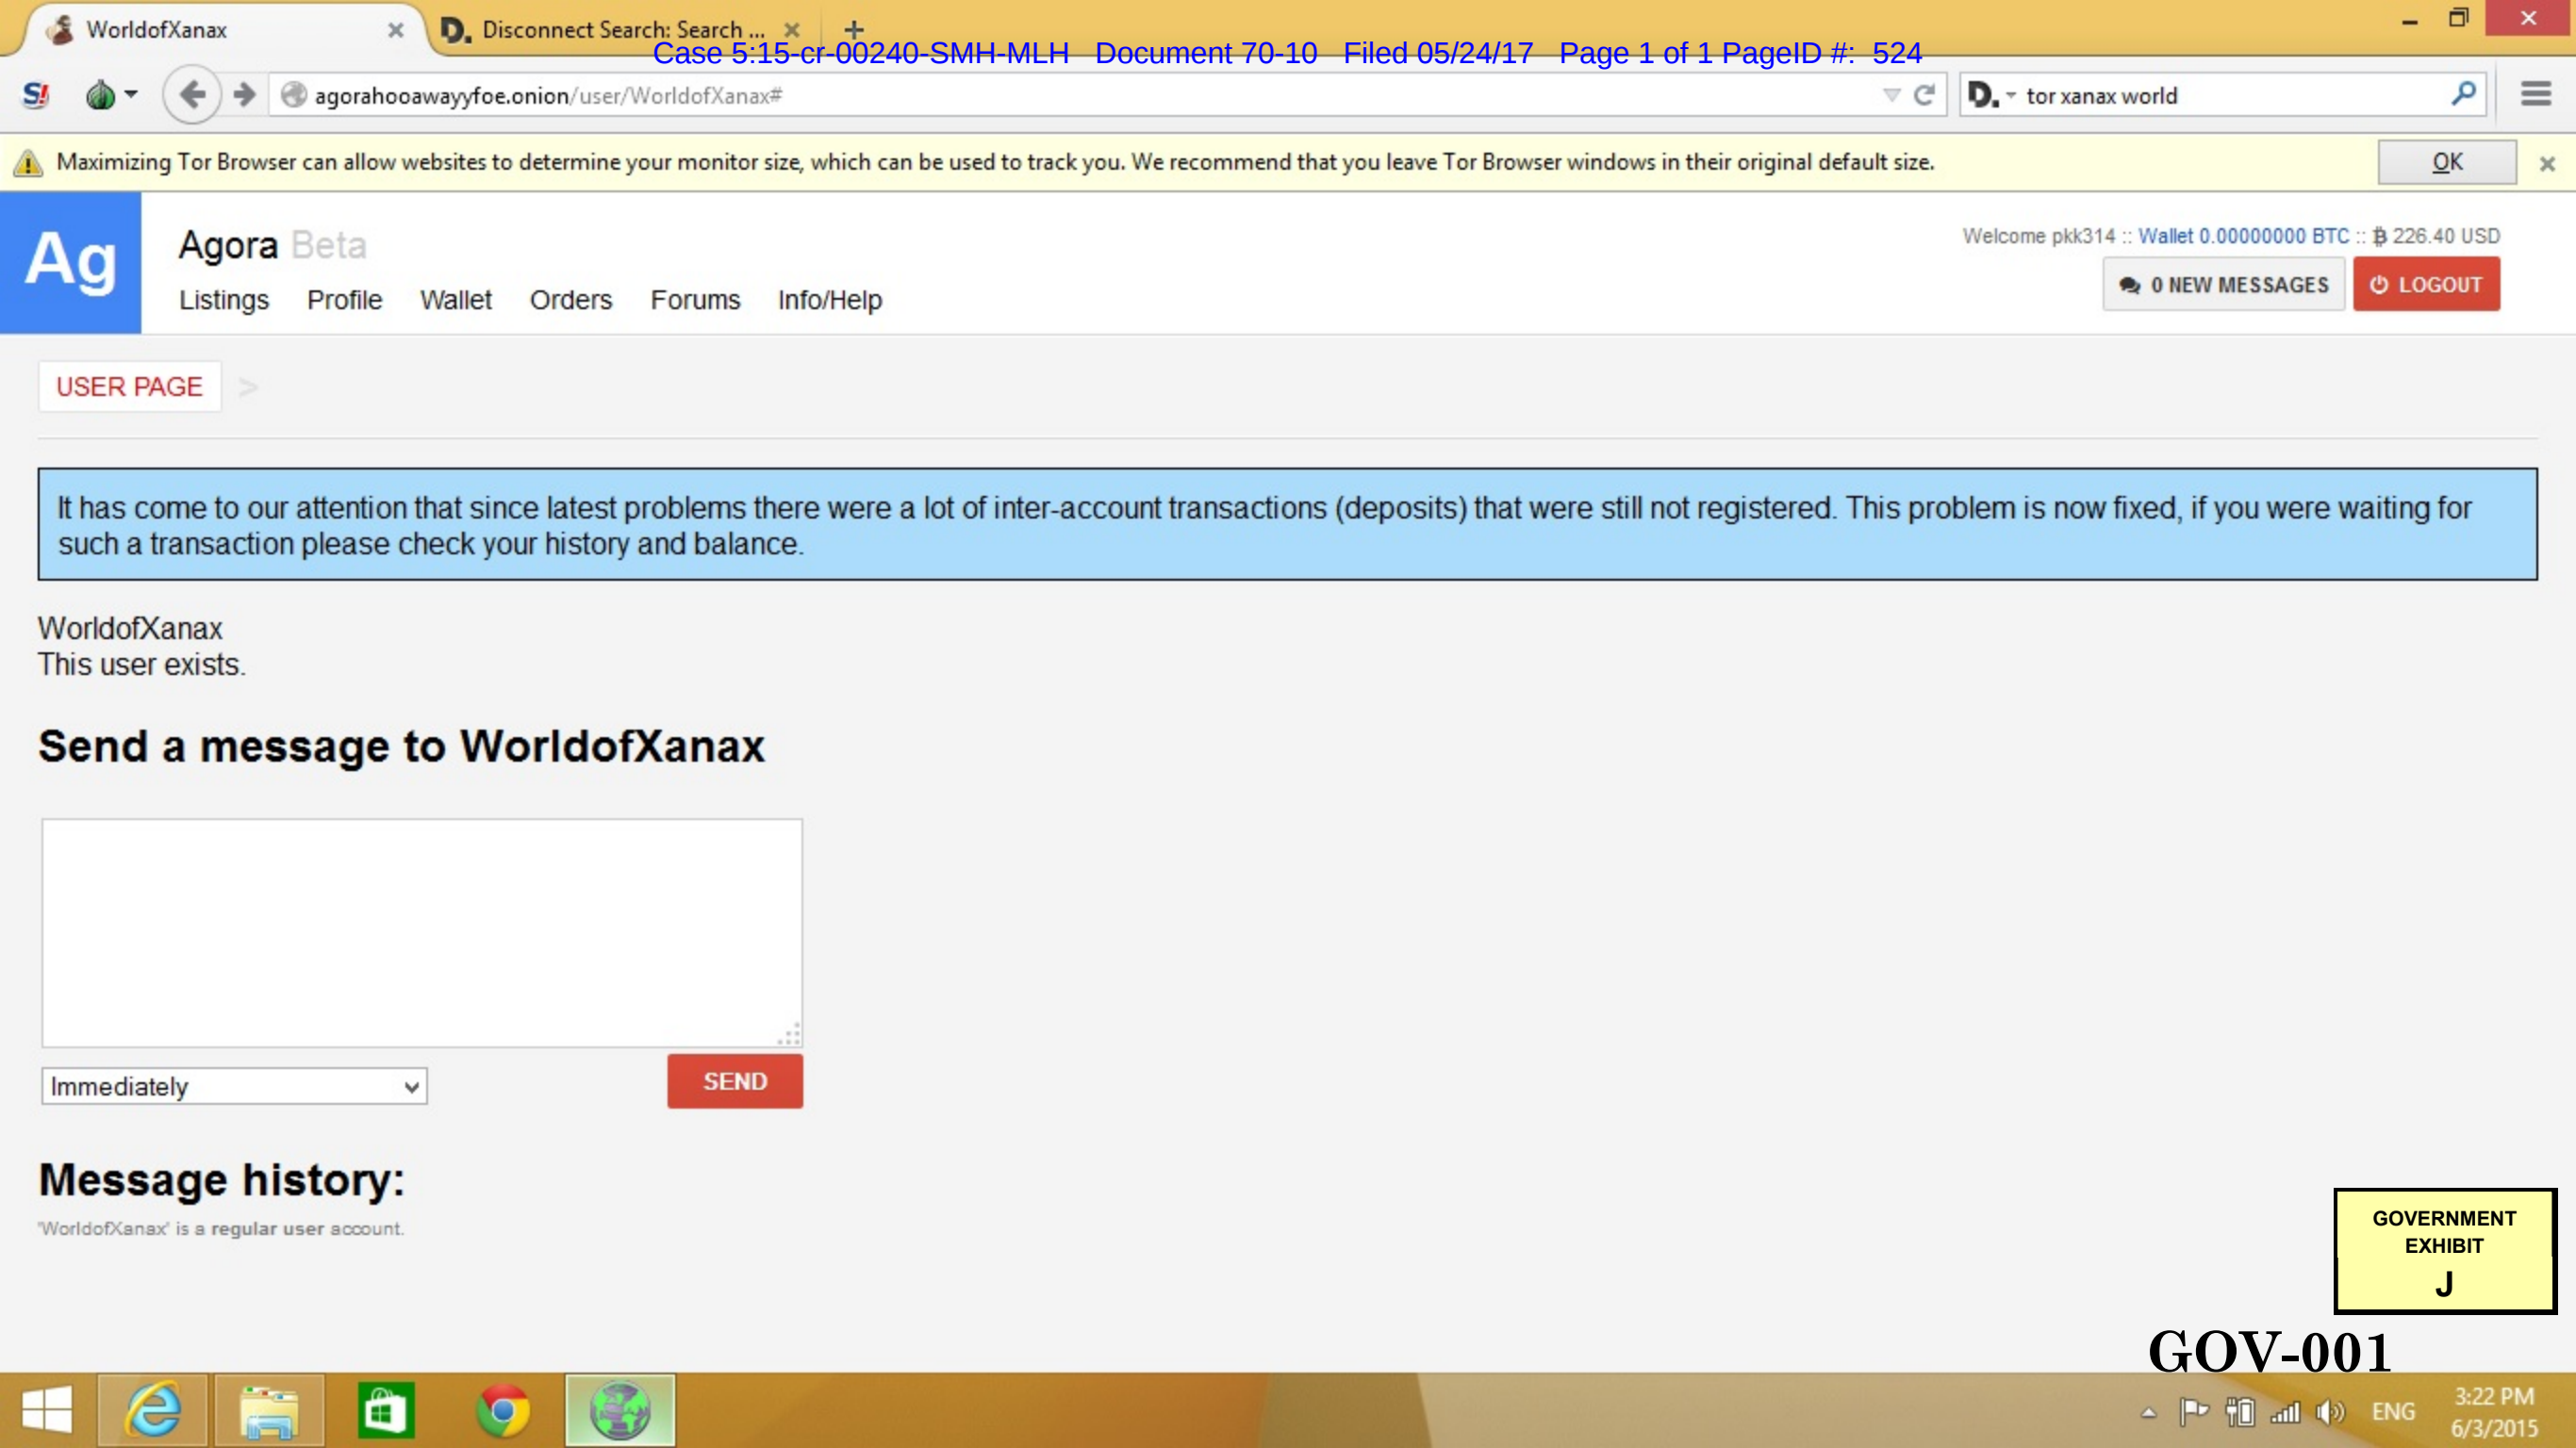 WorldofXanax
D. Disconnect Search: Search ...
Case 5:15-cr-00240-SMH-MLH Document 70-10 Filed 05/24/17 Page 1 of 1 PageID #: 524
S! agorahooawayyfoe.onion/user/WorldofXanax# D. tor xanax world
Maximizing Tor Browser can allow websites to determine your monitor size, which can be used to track you. We recommend that you leave Tor Browser windows in their original default size. OK
Ag
Agora Beta
Welcome pkk314 :: Wallet 0.00000000 BTC :: ฿ 226.40 USD
Listings Profile Wallet Orders Forums Info/Help
0 NEW MESSAGES LOGOUT
USER PAGE >
It has come to our attention that since latest problems there were a lot of inter-account transactions (deposits) that were still not registered. This problem is now fixed, if you were waiting for
such a transaction please check your history and balance.
WorldofXanax
This user exists.
Send a message to WorldofXanax
Immediately
SEND
Message history:
'WorldofXanax' is a regular user account.
GOVERNMENT
EXHIBIT
J
GOV-001
ENG
3:22 PM
6/3/2015